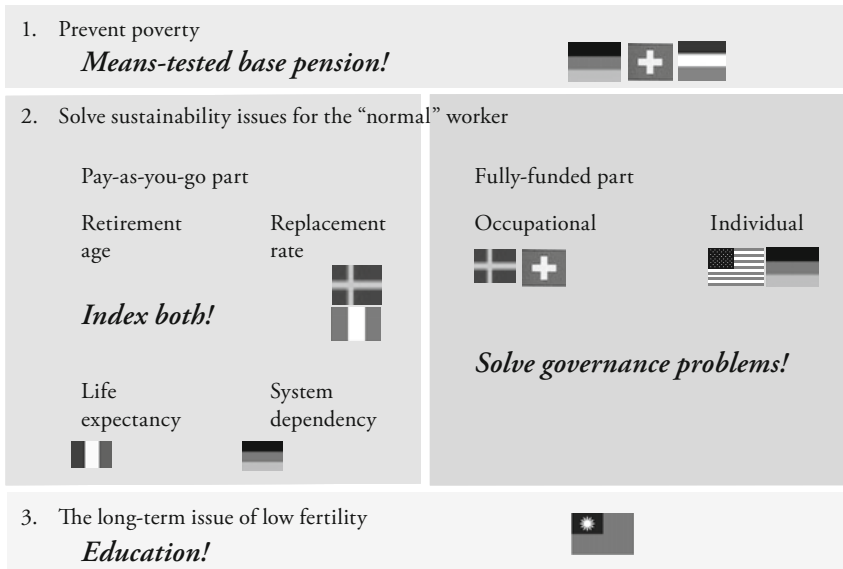 1. Prevent poverty
Means-tested base pension!
2. Solve sustainability issues for the “normal” worker
Pay-as-you-go part
Retirement
age
Replacement
rate
Index both!
Life
expectancy
System
dependency
Fully-funded part
Occupational
Individual
Solve governance problems!
3. The long-term issue of low fertility
Education!